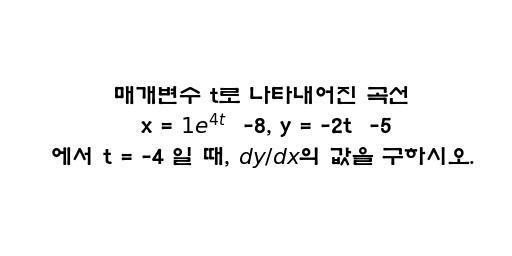 매개변수 t로 나타내어진 곡선
x = 1e^{4t} -8, y = -2t -5
에서 t = -4 일 때, dy/dx의 값을 구하시오.